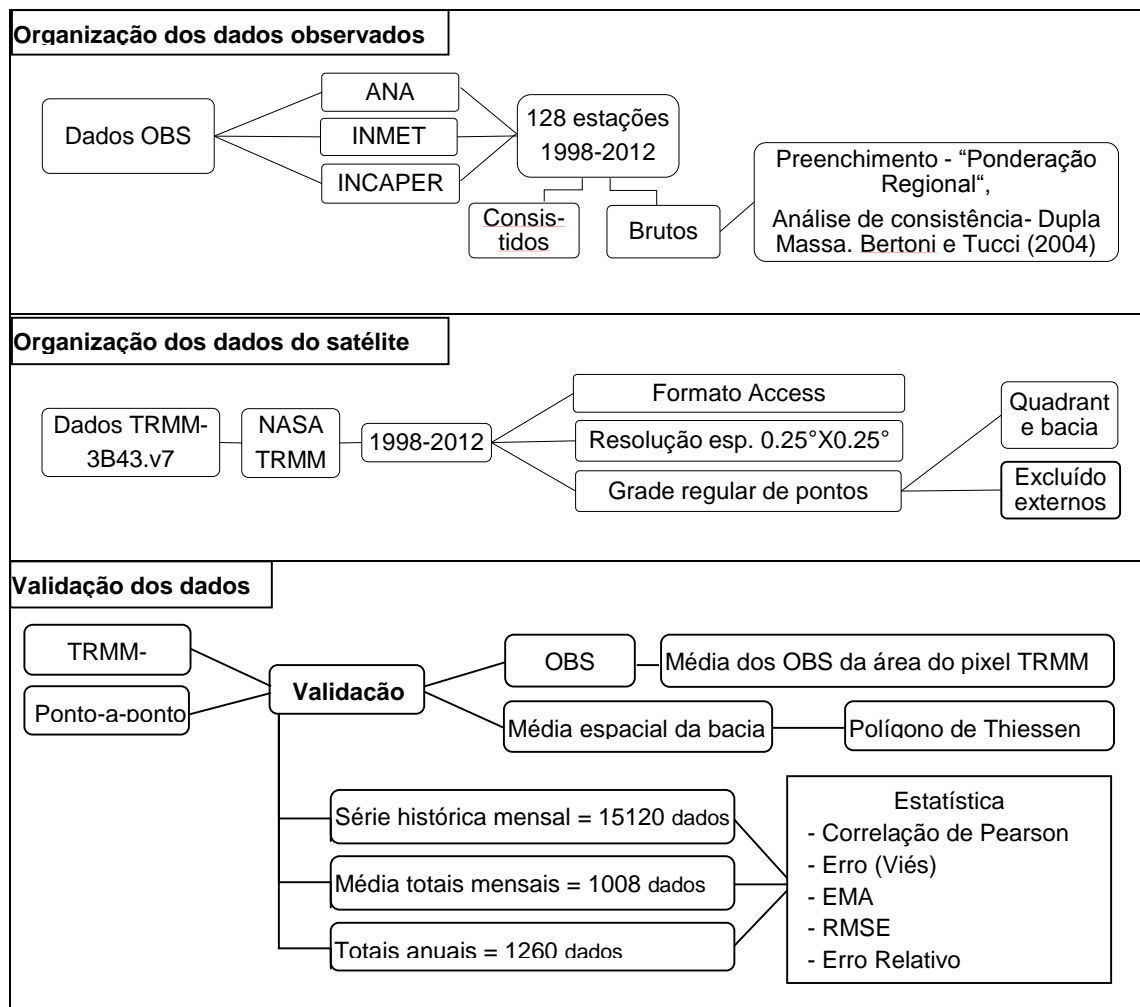 Organização dos dados observados
Dados OBS
ANA
INMET
INCAPER
128 estações
1998-2012
Consis-
tidos
Brutos
Preenchimento - “Ponderação
Regional“,
Análise de consistência- Dupla
Massa. Bertoni e Tucci (2004)
Organização dos dados do satélite
Dados TRMM-
3B43.v7
NASA
TRMM
1998-2012
Formato Access
Resolução esp. 0.25°X0.25°
Grade regular de pontos
Quadrant
e bacia
Excluído
externos
Validação dos dados
TRMM-
Ponto-a-ponto
Validação
OBS
Média dos OBS da área do pixel TRMM
Média espacial da bacia
Polígono de Thiessen
Série histórica mensal = 15120 dados
Média totais mensais = 1008 dados
Totais anuais = 1260 dados
Estatística
- Correlação de Pearson
- Erro (Viés)
- EMA
- RMSE
- Erro Relativo